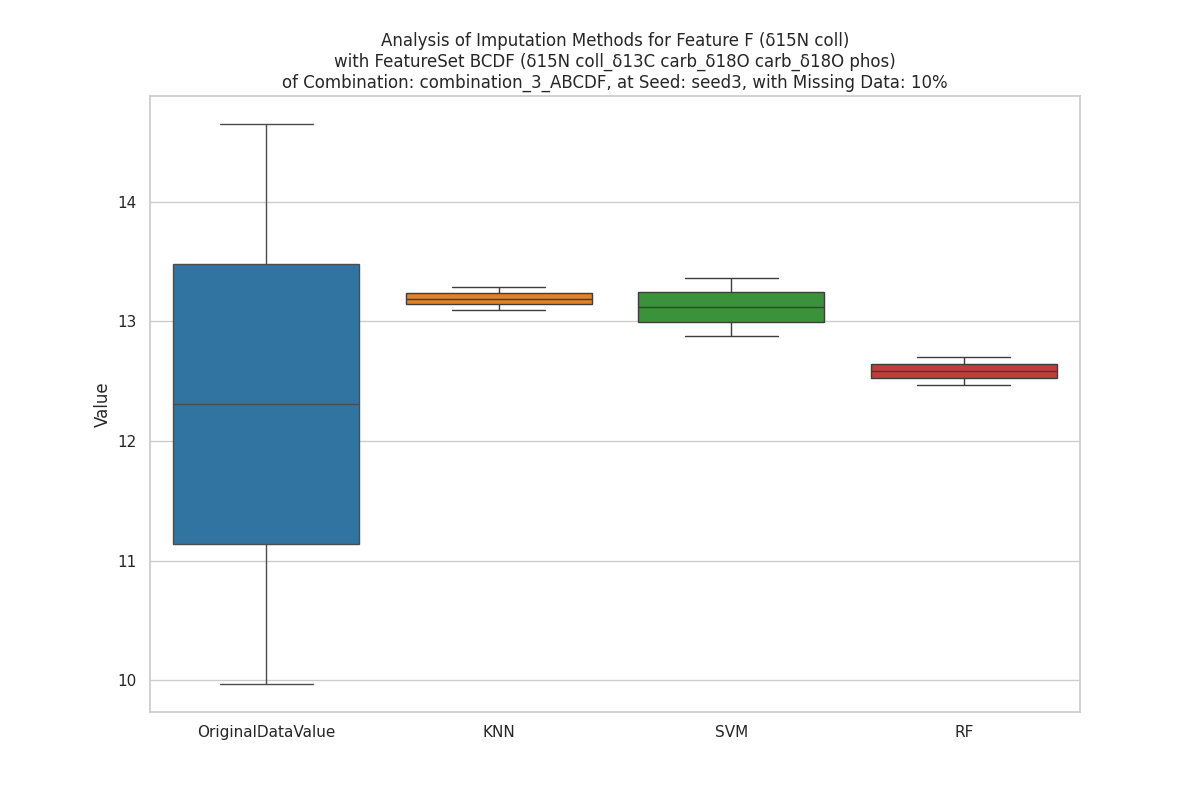 Analysis of Imputation Methods for Feature F (δ15N coll)
with FeatureSet BCDF (δ15N coll_δ13C carb_δ18O carb_δ18O phos)
of Combination: combination_3_ABCDF, at Seed: seed3, with Missing Data: 10%
14
13
12
11
10
Value
OriginalDataValue
KNN
SVM
RF